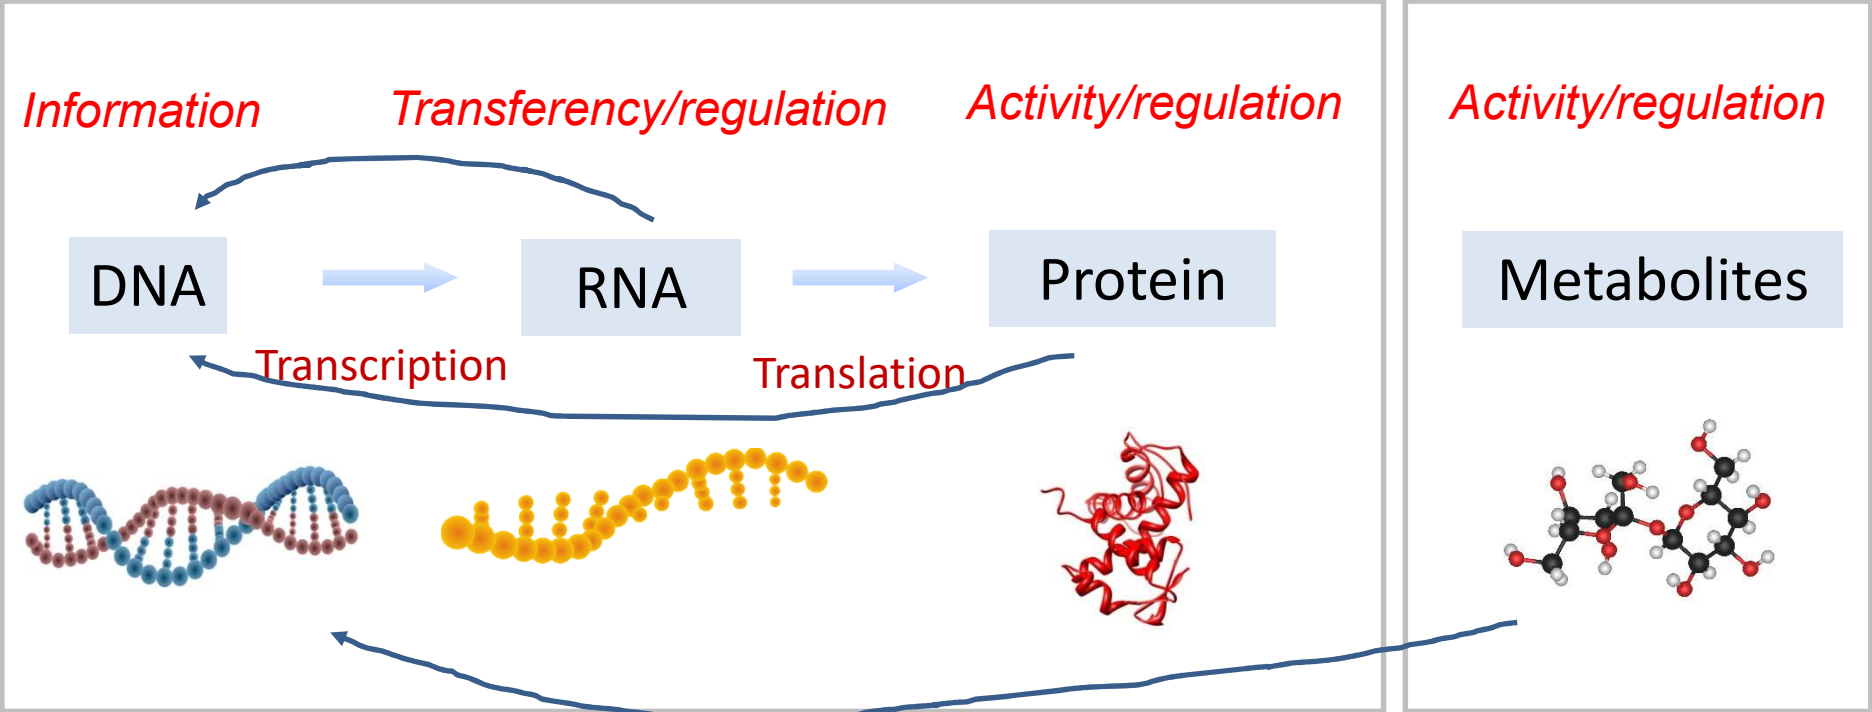 Information
Transferency/regulation
Activity/regulation
Activity/regulation
DNA
RNA
Protein
Metabolites
Transcription
Translation